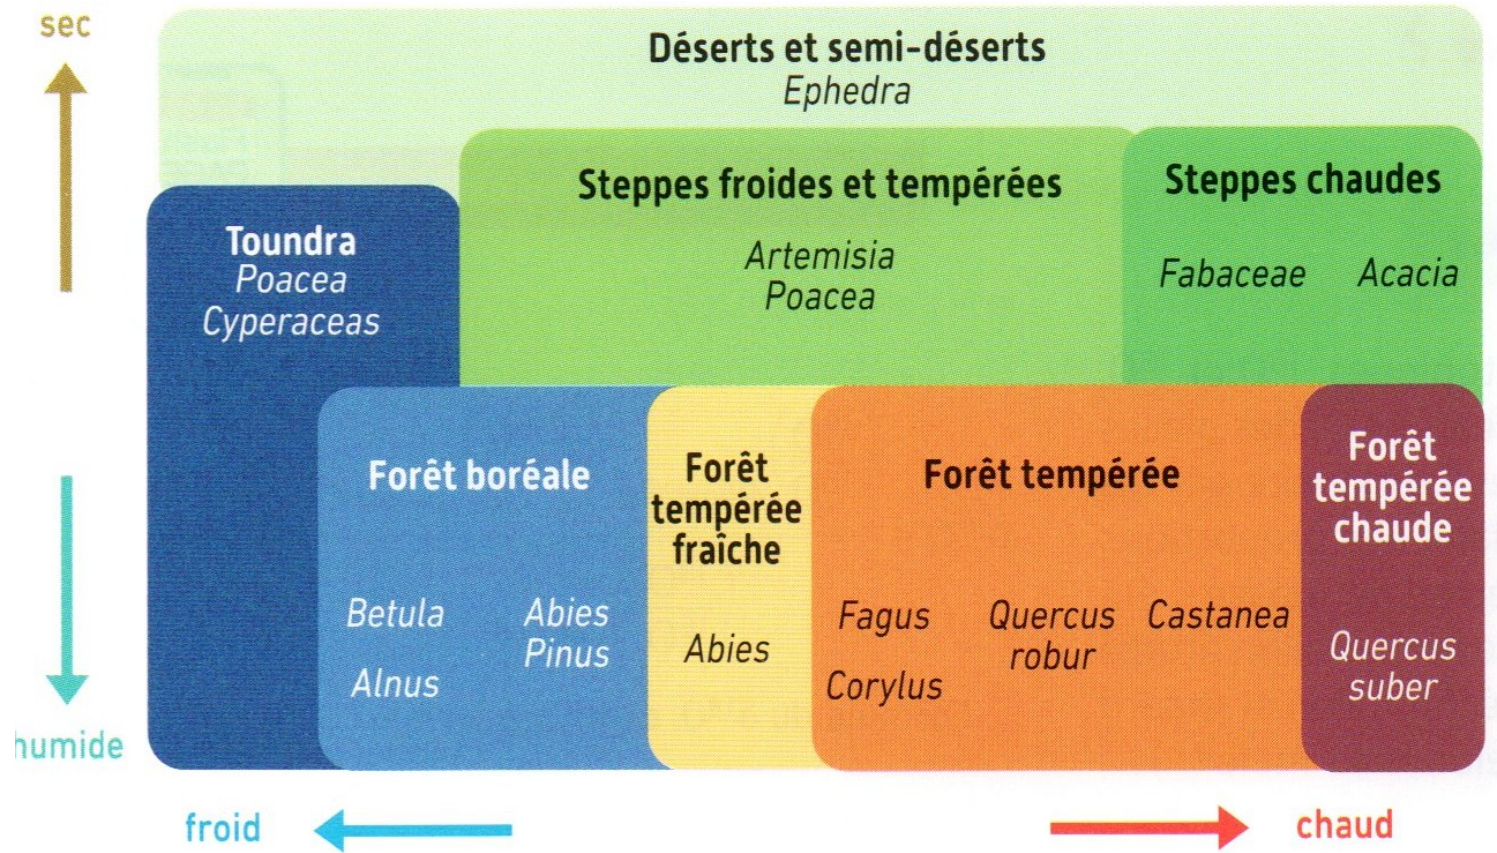 sec
Déserts et semi-déserts
Ephedra
Steppes froides et tempérées
Artemisia
Poacea
Steppes chaudes
Fabaceae Acacia
Toundra
Poacea
Cyperaceas
Forêt boréale
Betula
Alnus
Abies
Pinus
Forêt
tempérée
fraîche
Abies
Forêt tempérée
Fagus
Corylus
Quercus
robur
Castanea
Forêt
tempérée
chaude
Quercus
suber
humide
froid
chaud